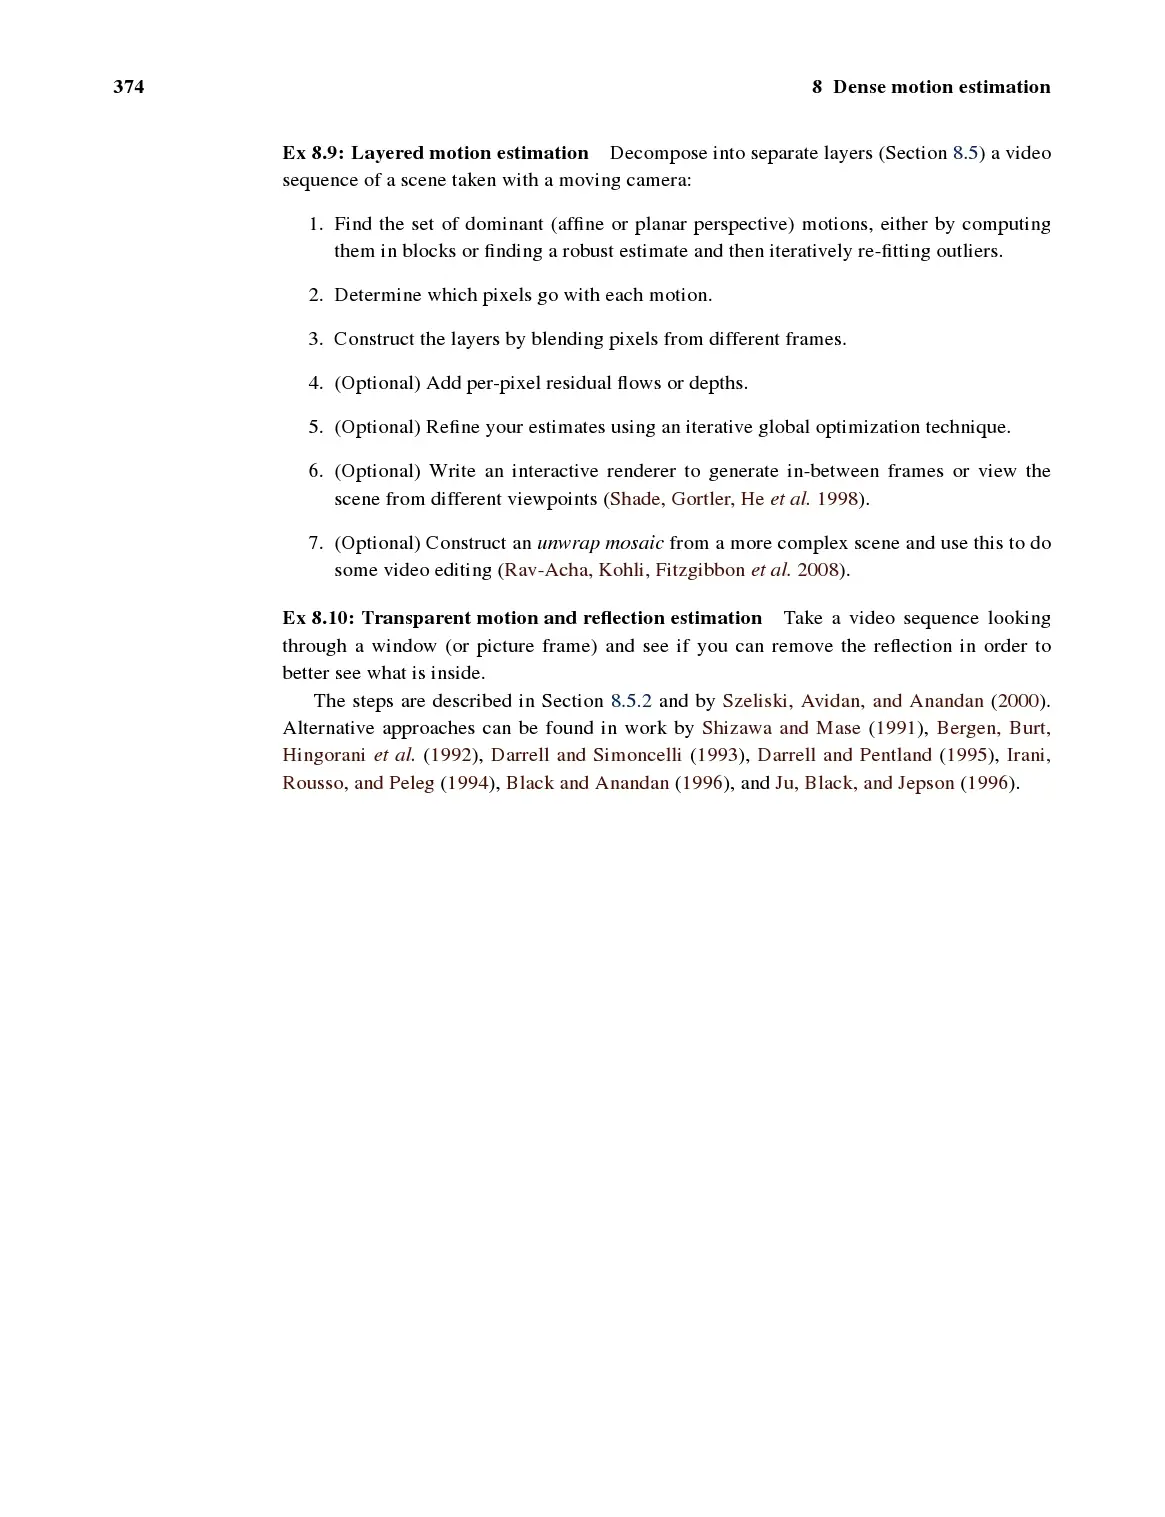 374
8 Dense motion estimation
Ex 8.9: Layered motion estimation Decompose into separate layers (Section 8.5) a video
sequence of a scene taken with a moving camera:
1. Find the set of dominant (affine or planar perspective) motions, either by computing
them in blocks or finding a robust estimate and then iteratively re-fitting outliers.
2. Determine which pixels go with each motion.
3. Construct the layers by blending pixels from different frames.
4. (Optional) Add per-pixel residual flows or depths.
5. (Optional) Refine your estimates using an iterative global optimization technique.
6. (Optional) Write an interactive renderer to generate in-between frames or view the
scene from different viewpoints (Shade, Gortler, He et al. 1998).
7. (Optional) Construct an unwrap mosaic from a more complex scene and use this to do
some video editing (Rav-Acha, Kohli, Fitzgibbon et al. 2008).
Ex 8.10: Transparent motion and reflection estimation Take a video sequence looking
through a window (or picture frame) and see if you can remove the reflection in order to
better see what is inside.
The steps are described in Section 8.5.2 and by Szeliski, Avidan, and Anandan (2000).
Alternative approaches can be found in work by Shizawa and Mase (1991), Bergen, Burt,
Hingorani et al. (1992), Darrell and Simoncelli (1993), Darrell and Pentland (1995), Irani,
Rousso, and Peleg (1994), Black and Anandan (1996), and Ju, Black, and Jepson (1996).